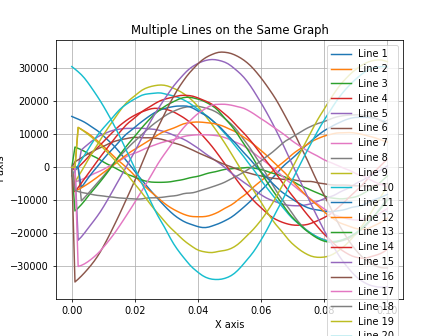 Multiple Lines on the Same Graph
30000
20000
10000
0
−10000
−20000
−30000
0.00
0.02
0.04
0.06
X axis
Line 1
Line 2
Line 3
Line 4
Line 5
Line 6
Line 7
Line 8
Line 9
Line 10
Line 11
Line 12
Line 13
Line 14
Line 15
Line 16
Line 17
Line 18
Line 19
Line 20